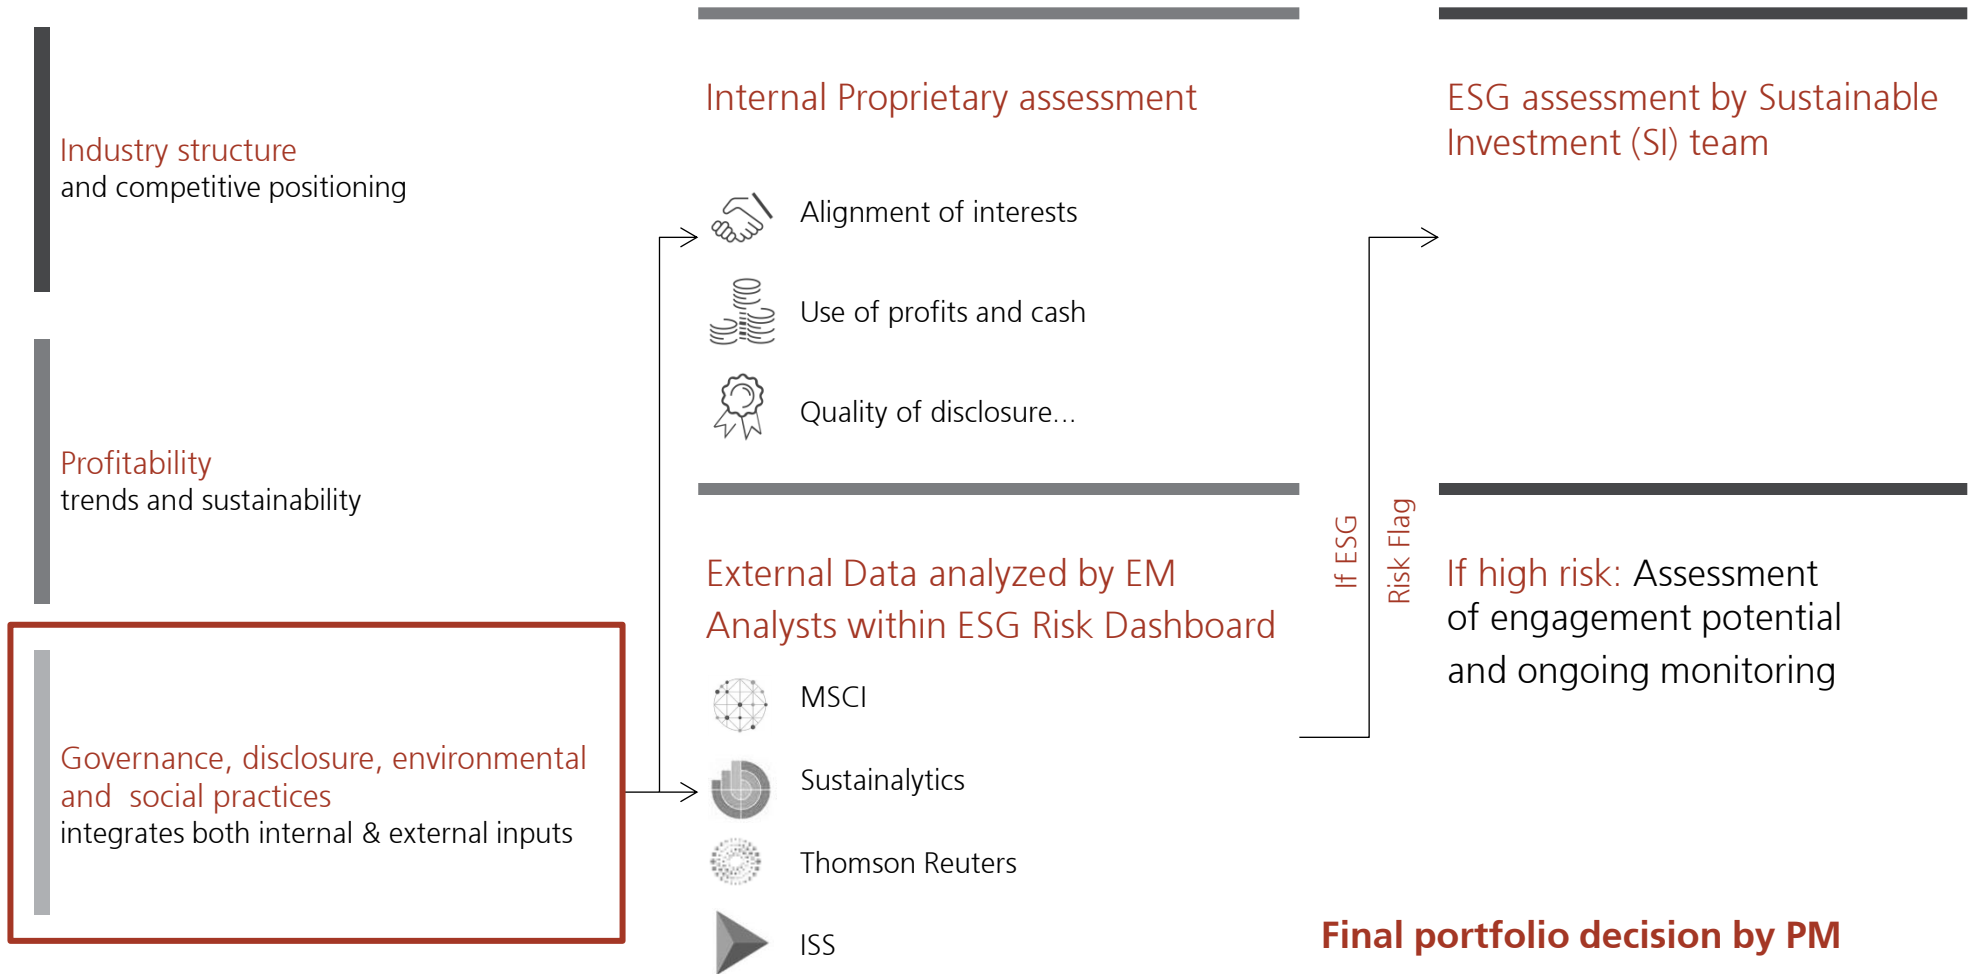 Industry structure
and competitive positioning
Profitability
trends and sustainability
Governance, disclosure, environmental
and social practices
integrates both internal & external inputs
Internal Proprietary assessment
Alignment of interests
Use of profits and cash
Quality of disclosure...
External Data analyzed by EM
Analysts within ESG Risk Dashboard
MSCI
Sustainalytics
Thomson Reuters
ISS
If ESG
Risk Flag
ESG assessment by Sustainable
Investment (SI) team
If high risk: Assessment
of engagement potential
and ongoing monitoring
Final portfolio decision by PM